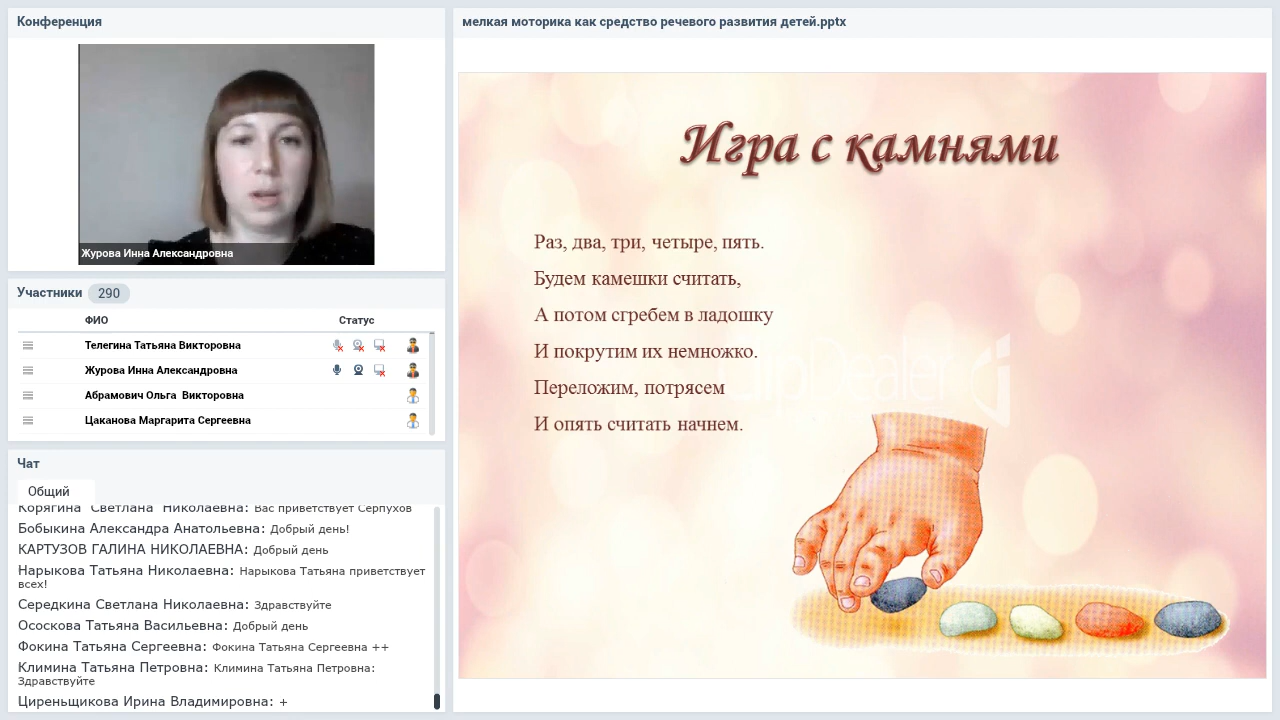 Конференция
Журова Инна Александровна
Участники 290
ФИО Статус
Телегина Татьяна Викторовна
Журова Инна Александровна
Абрамович Ольга Викторовна
Цаканова Маргарита Сергеевна
Чат
Общий
Корягина Светлана Николаевна: Вас приветствует Серпухов
Бобыкина Александра Анатольевна: Добрый день!
КАРТУЗОВ ГАЛИНА НИКОЛАЕВНА: Добрый день
Нарыкова Татьяна Николаевна: Нарыкова Татьяна приветствует
всех!
Середкина Светлана Николаевна: Здравствуйте
Ососкова Татьяна Васильевна: Добрый день
Фокина Татьяна Сергеевна: Фокина Татьяна Сергеевна ++
Климина Татьяна Петровна: Климина Татьяна Петровна:
Здравствуйте
Циреньщикова Ирина Владимировна: +
мелкая моторика как средство речевого развития детей.pptx
Игра с камнями
Раз, два, три, четыре, пять.
Будем камешки считать,
А потом сгребем в ладошку
И покрутим их немножко.
Переложим, потрясем
И опять считать начнем.
ClipDealer